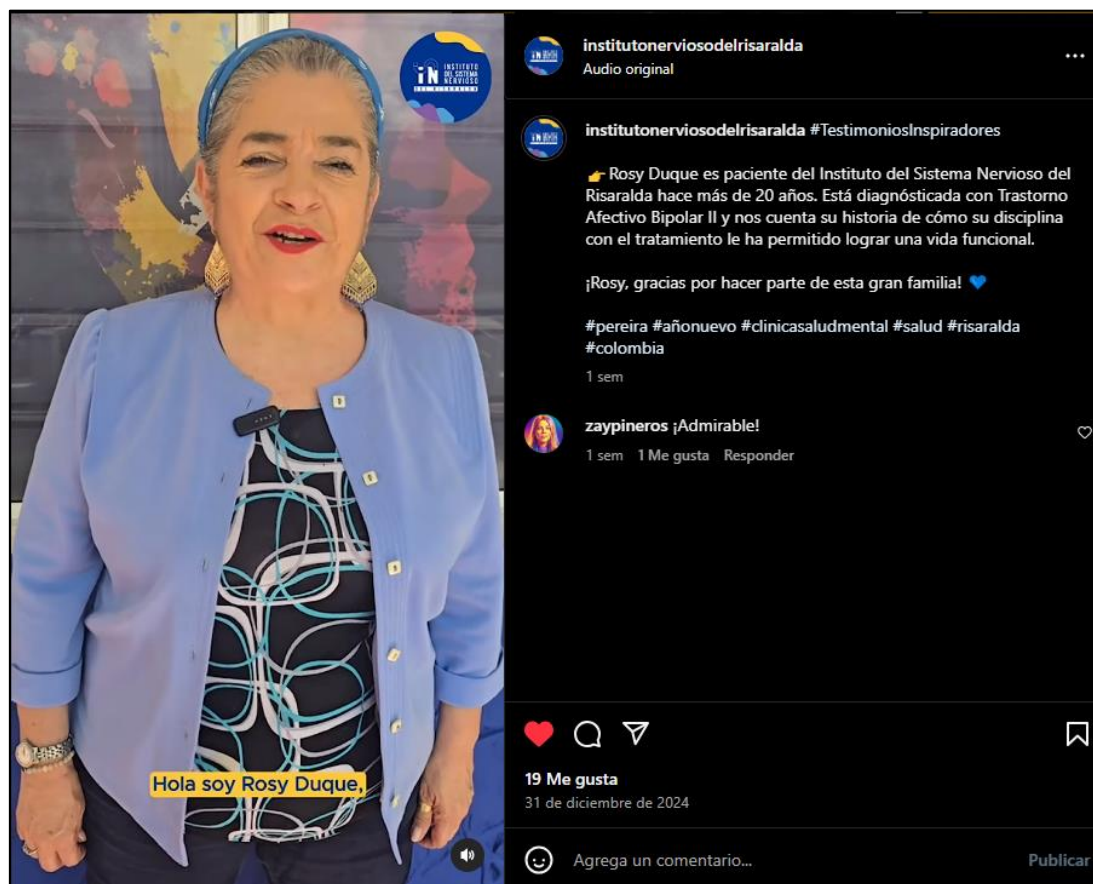 INSTITUTO
DEL SISTEMA
NERVIOSO
DEL RISARALDA
Hola soy Rosy Duque,
institutonerviosodelrisaralda
Audio original
institutonerviosodelrisaralda #TestimoniosInspiradores
👉Rosy Duque es paciente del Instituto del Sistema Nervioso del
Risaralda hace más de 20 años. Está diagnósticada con Trastorno
Afectivo Bipolar II y nos cuenta su historia de cómo su disciplina
con el tratamiento le ha permitido lograr una vida funcional.
¡Rosy, gracias por hacer parte de esta gran familia! 💙
#pereira #añonuevo #clinicasaludmental #salud #risaralda
#colombia
1 sem
zaypineros ¡Admirable!
1 sem 1 Me gusta Responder
19 Me gusta
31 de diciembre de 2024
Agrega un comentario...
Publicar